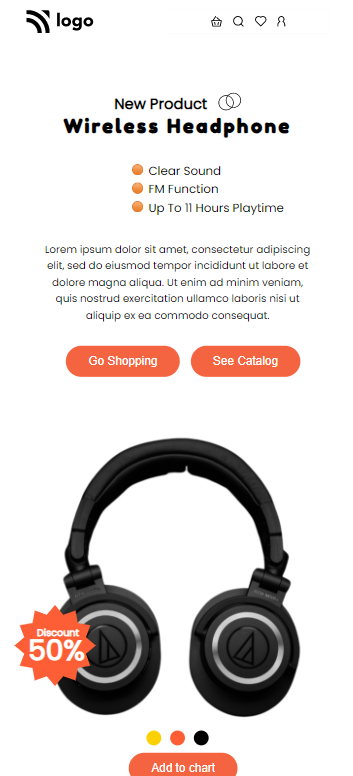 logo
New Product
Wireless Headphone
Clear Sound
FM Function
Up To 11 Hours Playtime
Lorem ipsum dolor sit amet, consectetur adipiscing
elit, sed do eiusmod tempor incididunt ut labore et
dolore magna aliqua. Ut enim ad minim veniam,
quis nostrud exercitation ullamco laboris nisi ut
aliquip ex ea commodo consequat.
Go Shopping
See Catalog
Discount
50%
Add to chart